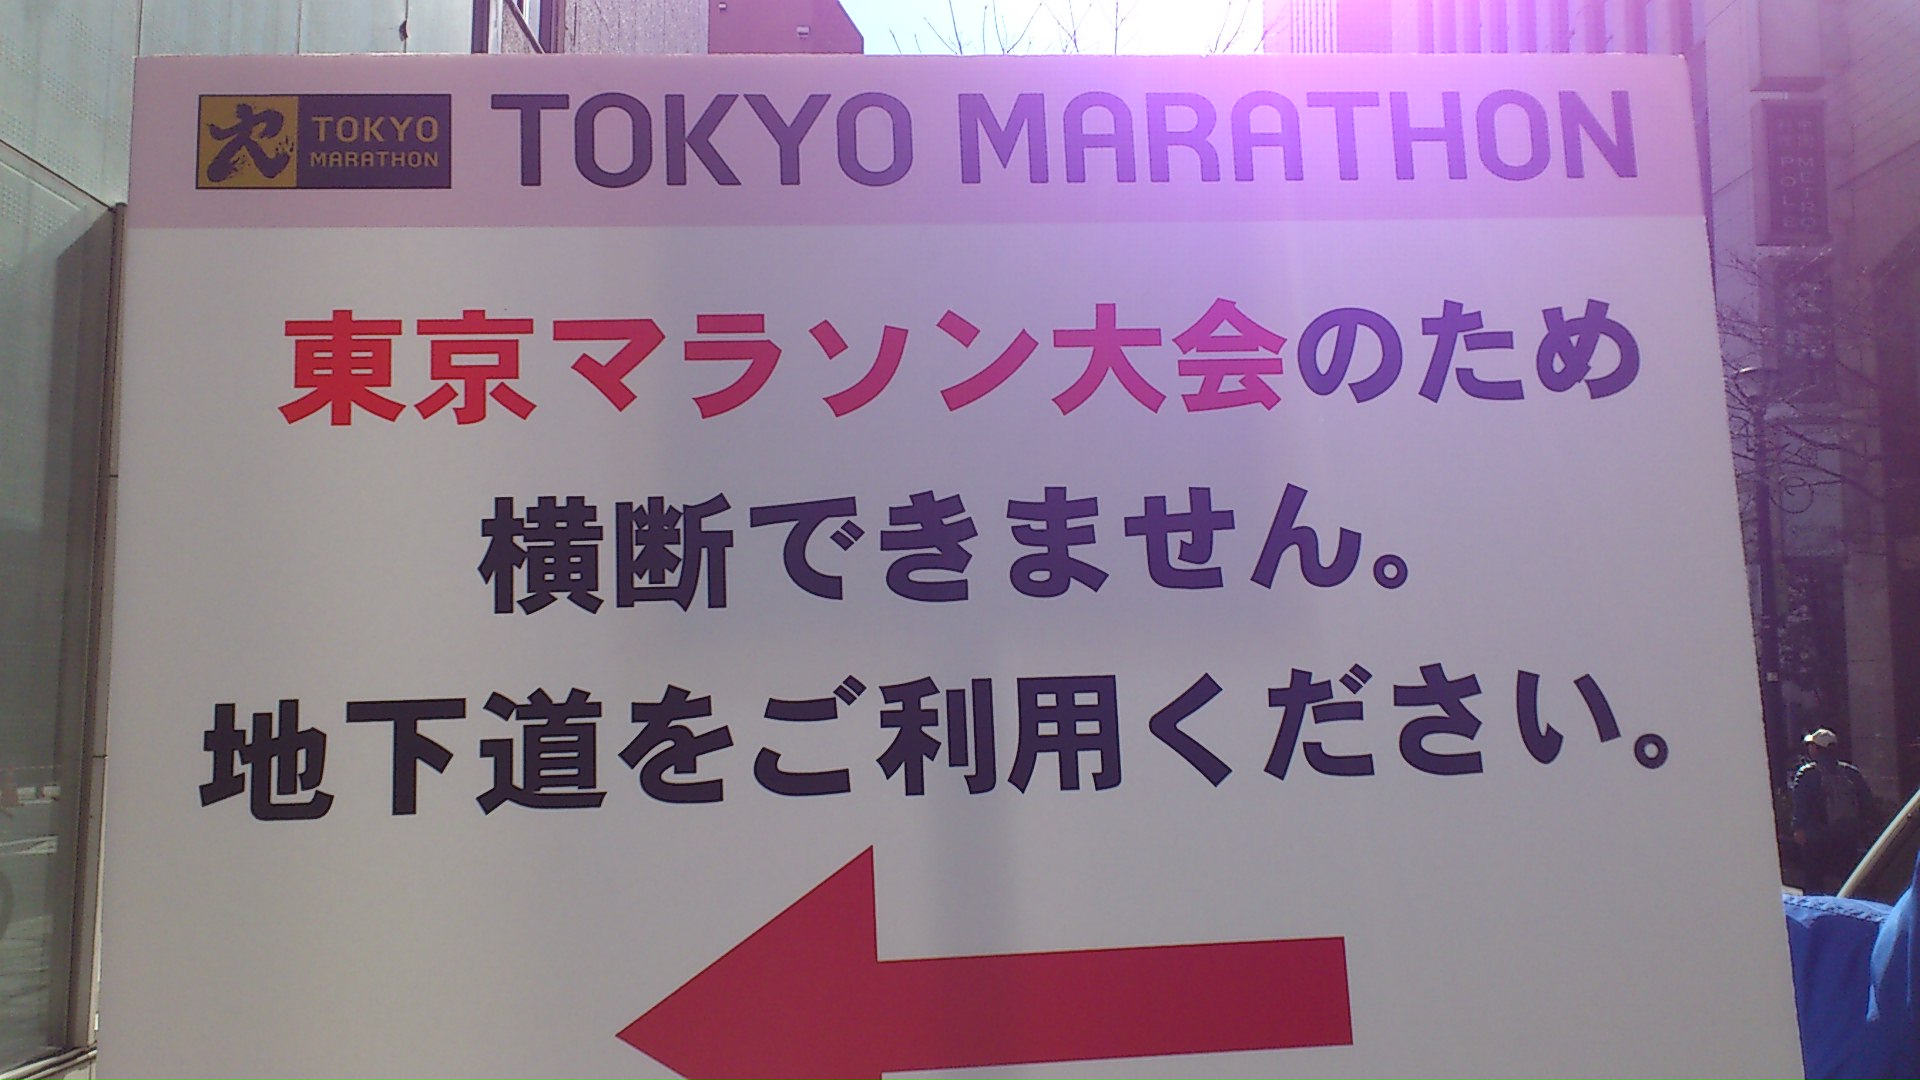 TOKYO
MARATHON
TOKYO MARATHON
東京マラソン大会のため
横断できません。
地下道をご利用ください。